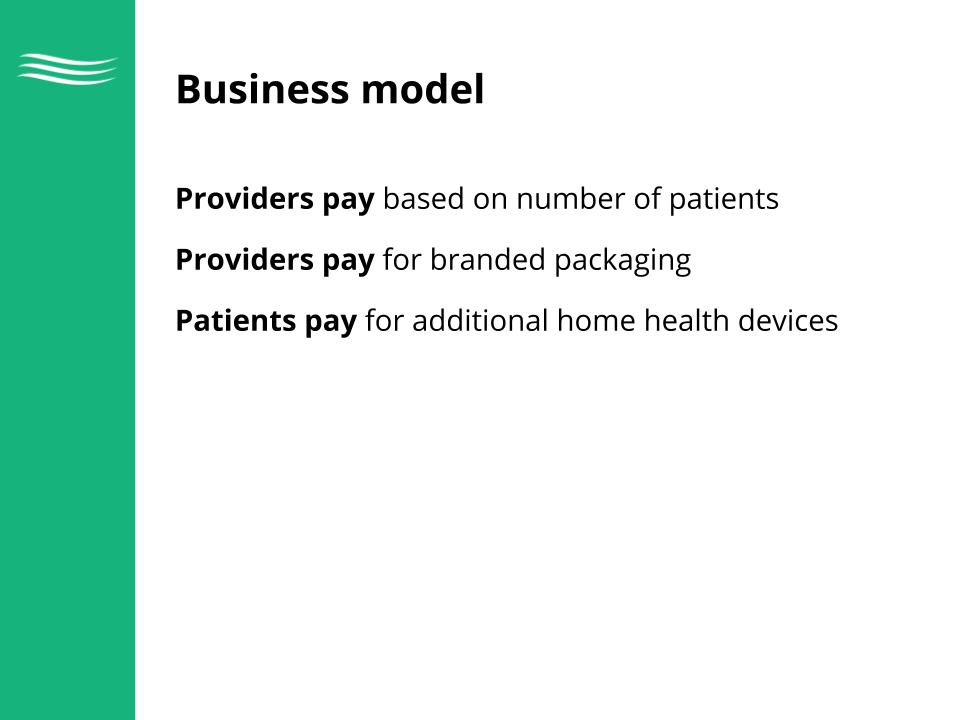 Business model
Providers pay based on number of patients
Providers pay for branded packaging
Patients pay for additional home health devices